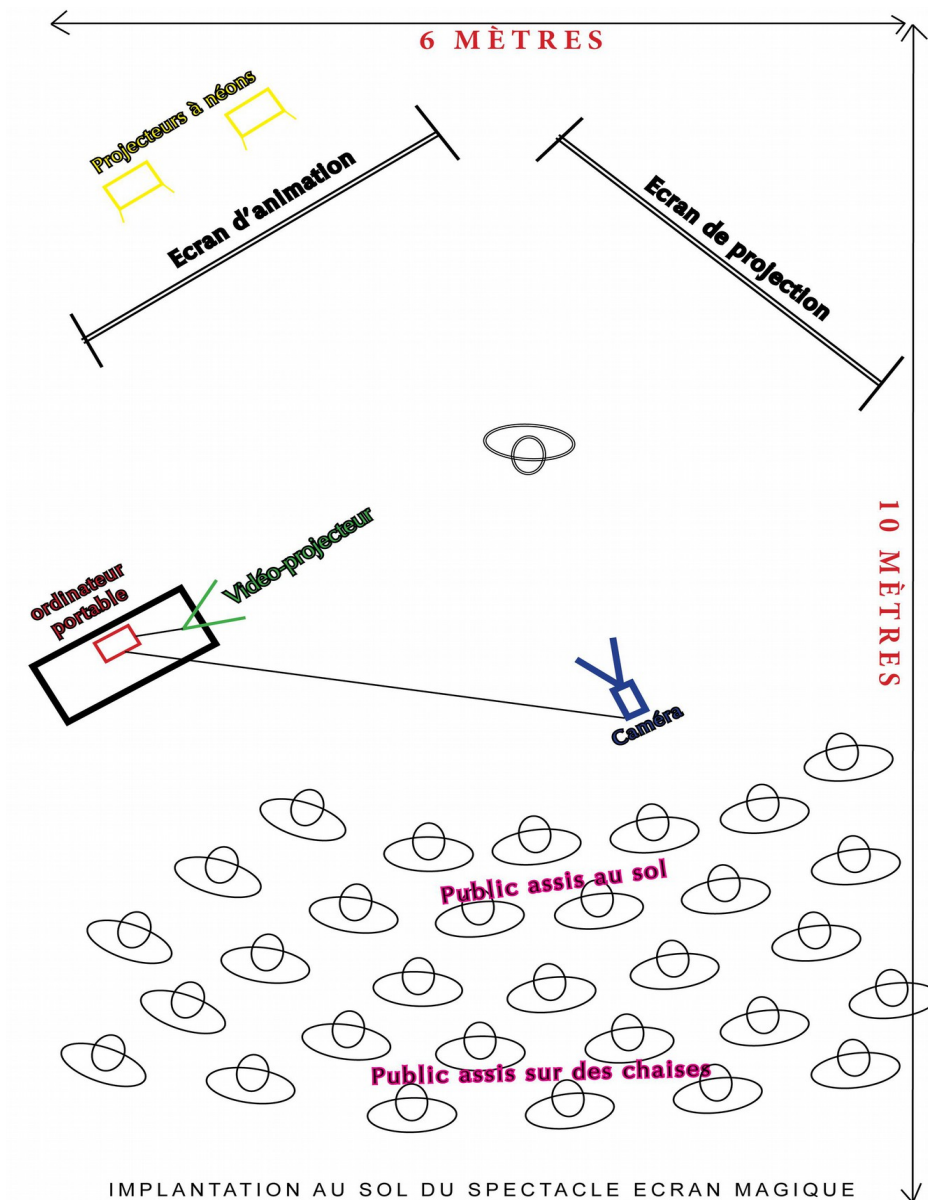 6 MÈTRES
Projecteurs à néons
Ecran d'animation
Ecran de projection
10 MÈTRES
Vidéo-projecteur
ordinateur
portable
Caméra
Public assis au sol
Public assis sur des chaises
IMPLANTATION AU SOL DU SPECTACLE ECRAN MAGIQUE